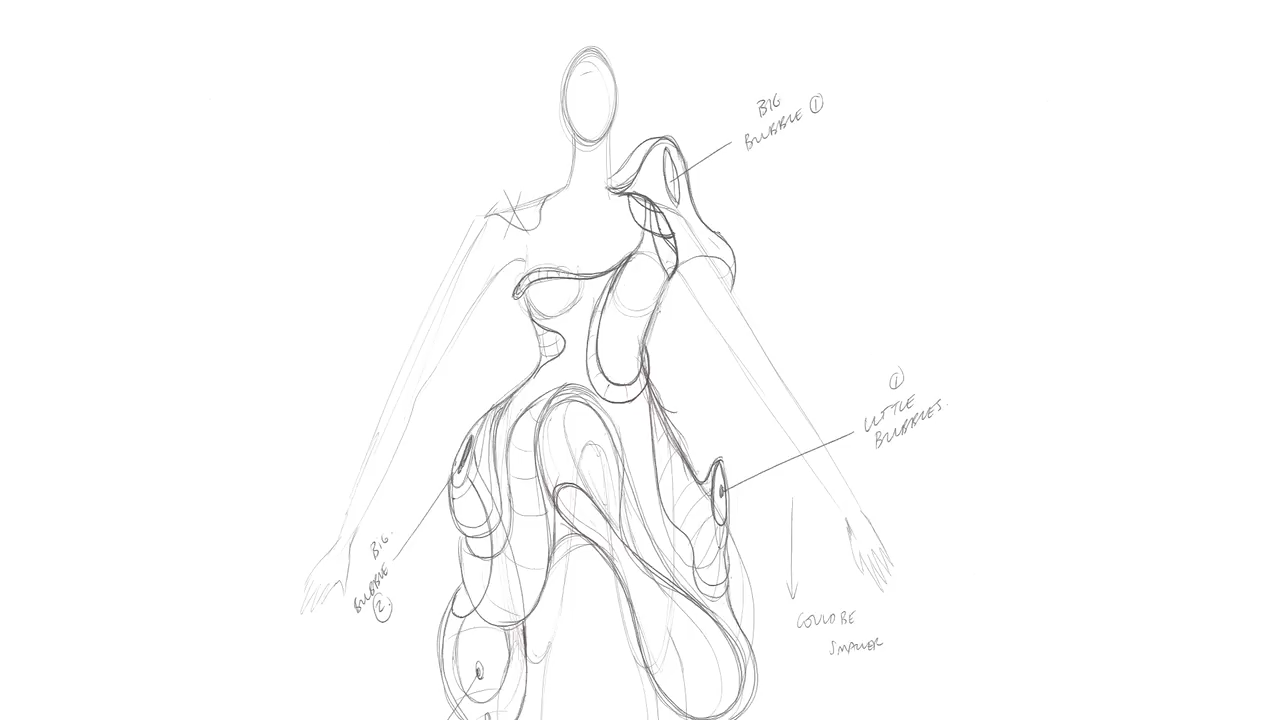 BIG
BUBBLE ①
①
LITTLE
BUBBLES.
BIG.
BUBBLE
②
COULD BE
SMALLER